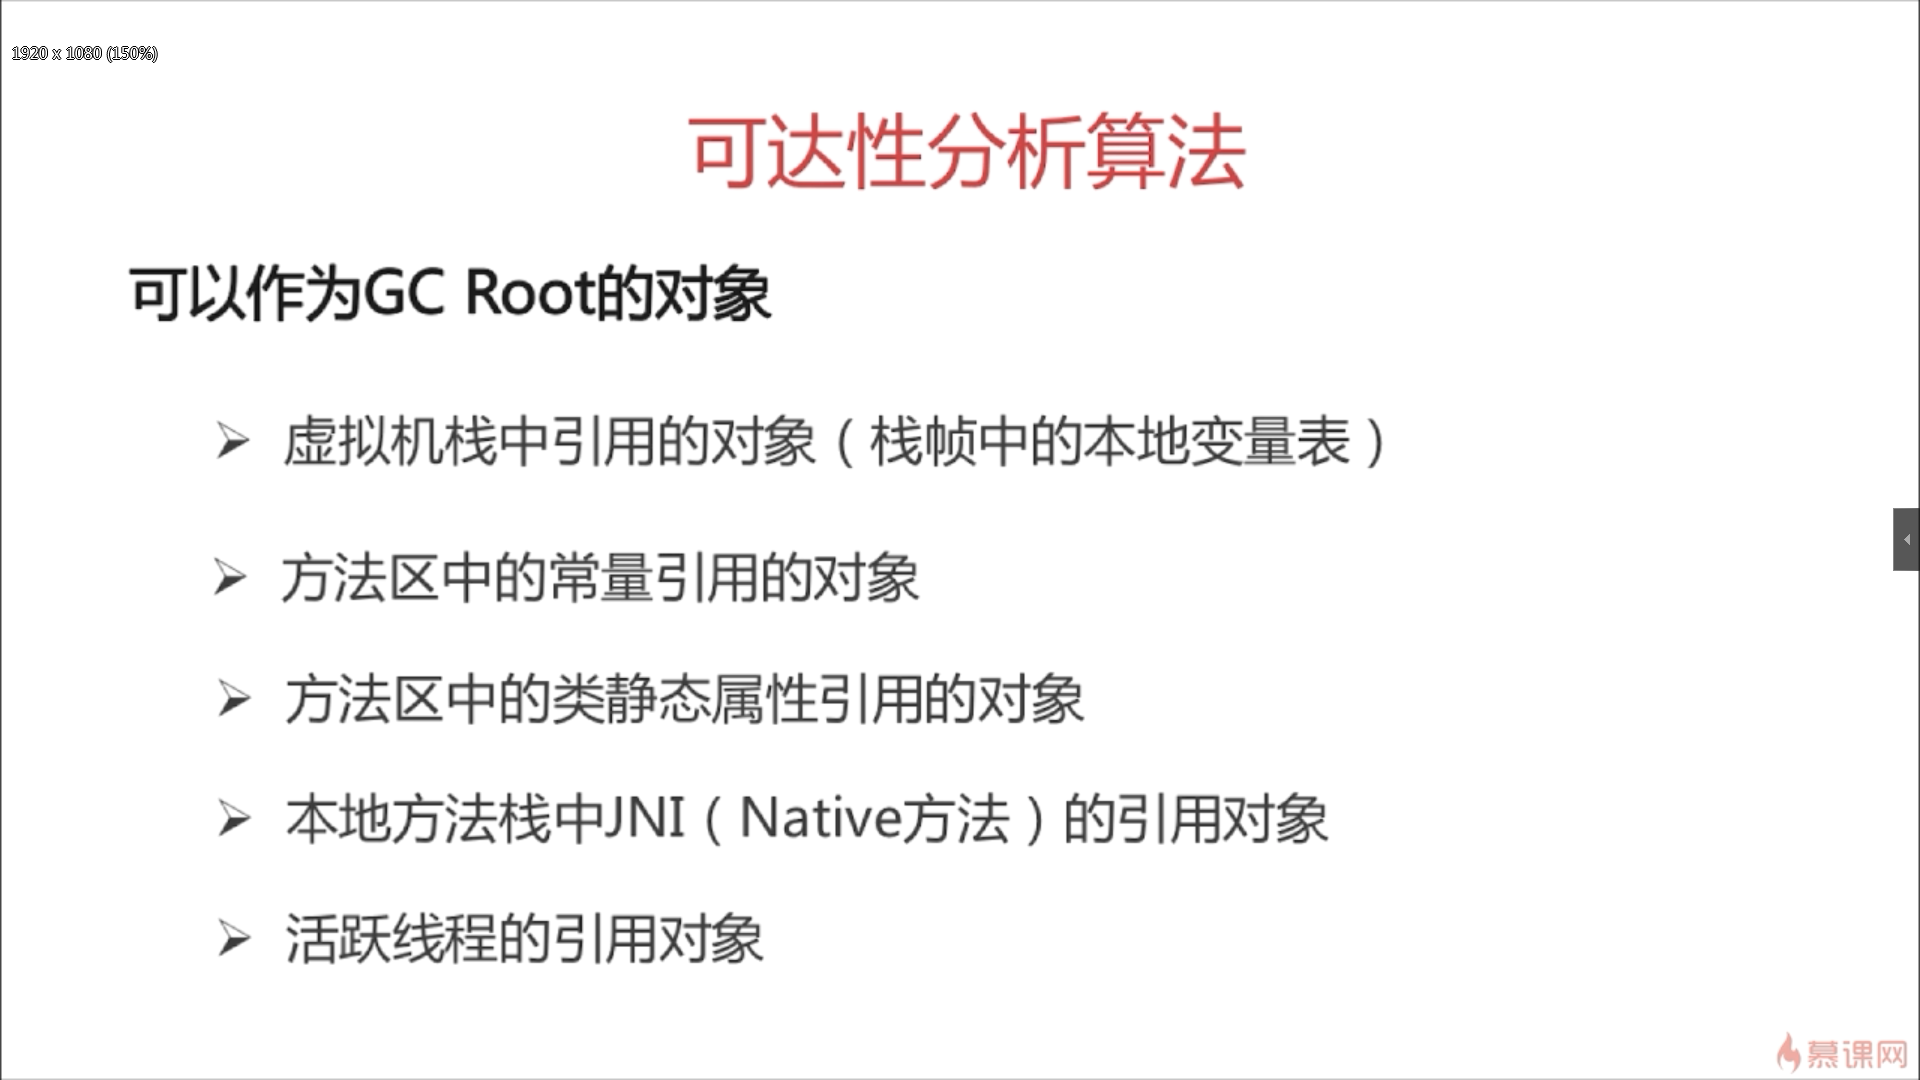 1920 x 1080 (150%)
可达性分析算法
可以作为GC Root的对象
虚拟机栈中引用的对象（栈帧中的本地变量表）
方法区中的常量引用的对象
方法区中的类静态属性引用的对象
本地方法栈中JNI（Native方法）的引用对象
活跃线程的引用对象
慕课网